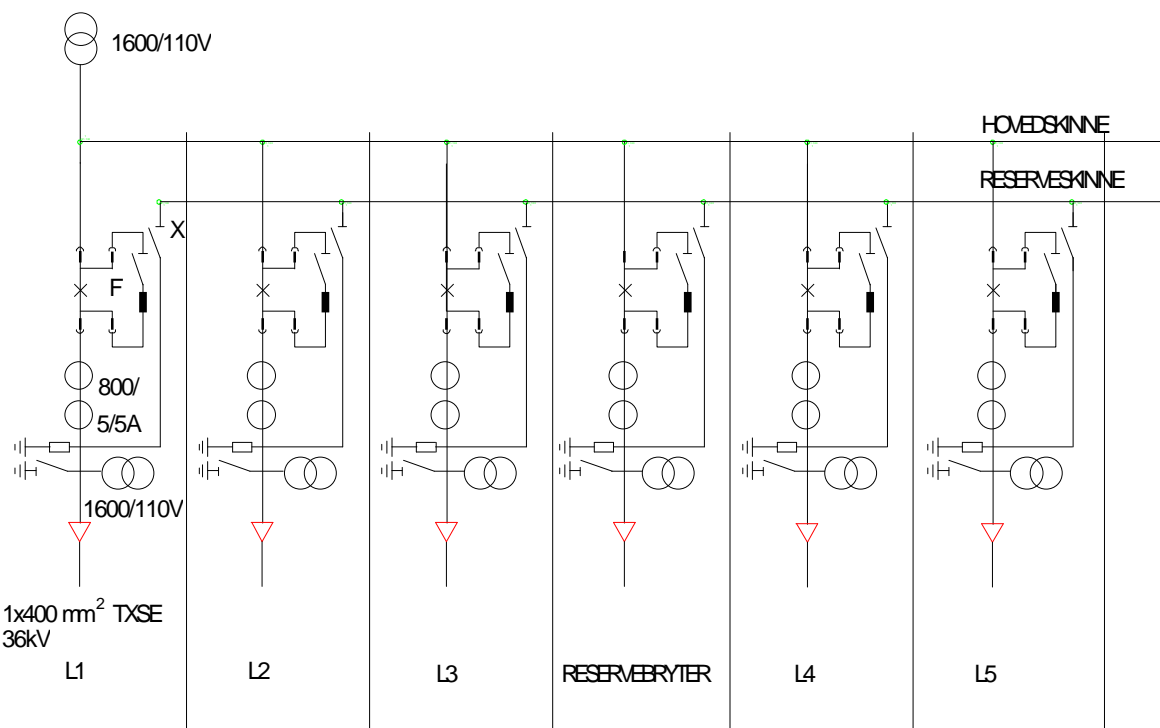 1600/110V
HOVEDSKINNE
RESERVESKINNE
X
F
800/
5/5A
1600/110V
1x400 mm² TXSE
36kV
L1
L2
L3
RESERVEBRYTER
L4
L5